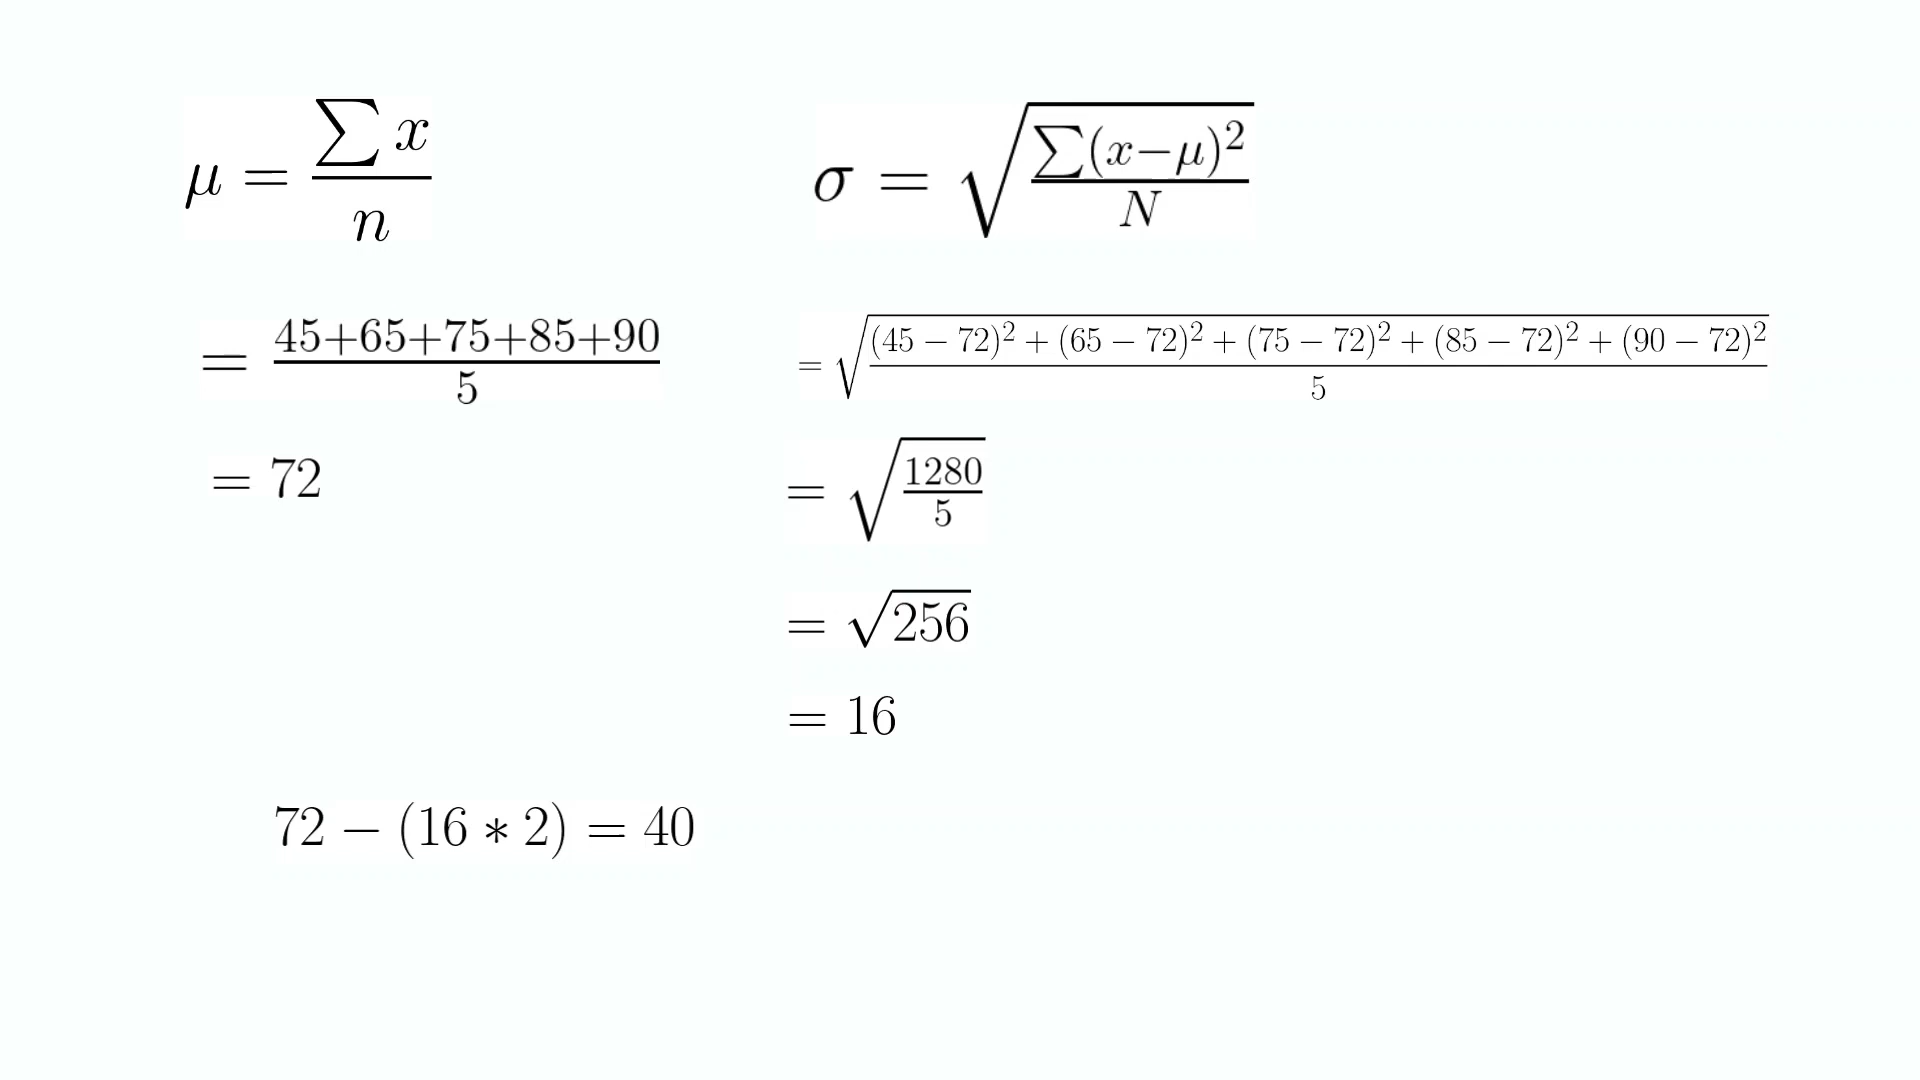 μ = ∑ x / n
= 45+65+75+85+90 / 5
= 72
σ = √(∑(x−μ)² / N)
= √((45 − 72)² + (65 − 72)² + (75 − 72)² + (85 − 72)² + (90 − 72)² / 5)
= √(1280 / 5)
= √256
= 16
72 − (16 ∗ 2) = 40